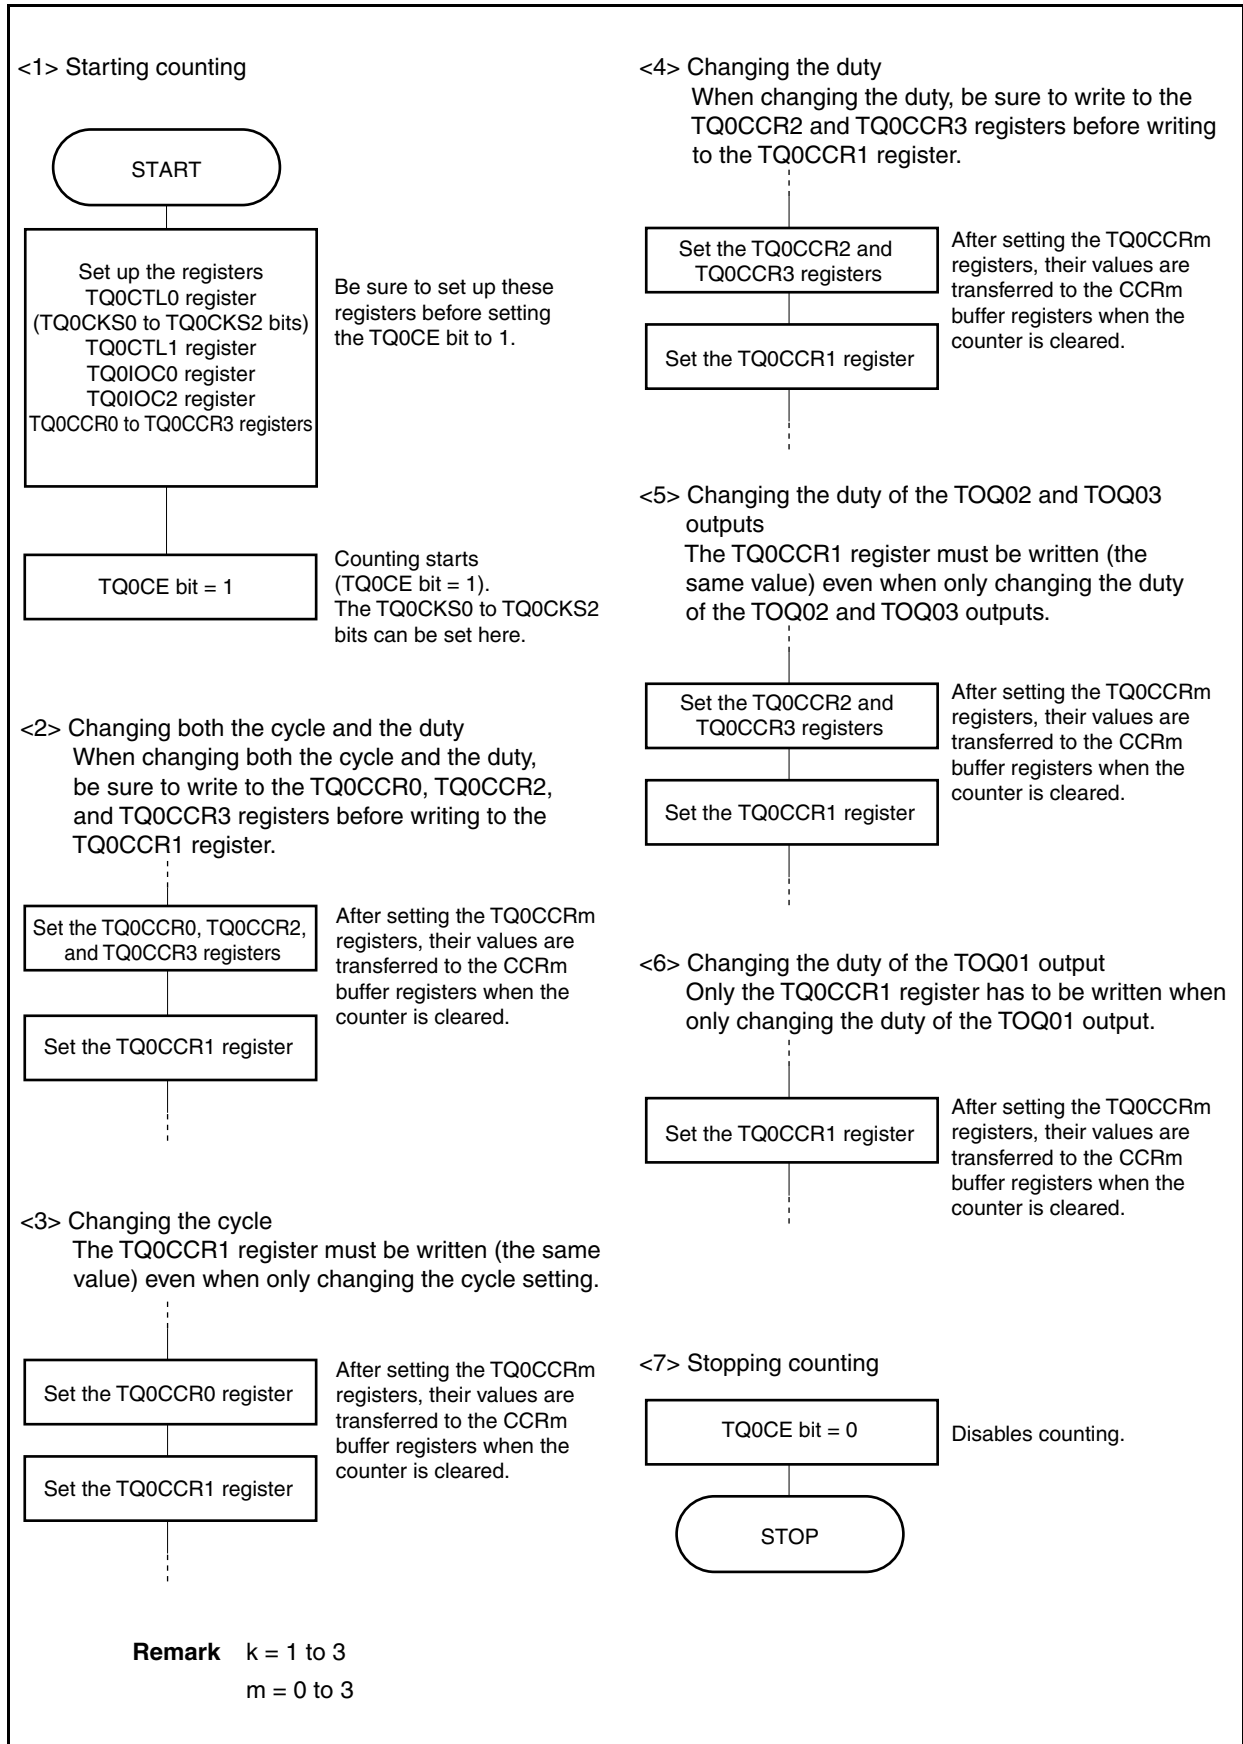 <1> Starting counting
START
Set up the registers
TQ0CTL0 register
(TQ0CKS0 to TQ0CKS2 bits)
TQ0CTL1 register
TQ0IOC0 register
TQ0IOC2 register
TQ0CCR0 to TQ0CCR3 registers
Be sure to set up these
registers before setting
the TQ0CE bit to 1.
TQ0CE bit = 1
Counting starts
(TQ0CE bit = 1).
The TQ0CKS0 to TQ0CKS2
bits can be set here.
<2> Changing both the cycle and the duty
When changing both the cycle and the duty,
be sure to write to the TQ0CCR0, TQ0CCR2,
and TQ0CCR3 registers before writing to the
TQ0CCR1 register.
Set the TQ0CCR0, TQ0CCR2,
and TQ0CCR3 registers
After setting the TQ0CCRm
registers, their values are
transferred to the CCRm
buffer registers when the
counter is cleared.
Set the TQ0CCR1 register
<3> Changing the cycle
The TQ0CCR1 register must be written (the same
value) even when only changing the cycle setting.
Set the TQ0CCR0 register
After setting the TQ0CCRm
registers, their values are
transferred to the CCRm
buffer registers when the
counter is cleared.
Set the TQ0CCR1 register
<4> Changing the duty
When changing the duty, be sure to write to the
TQ0CCR2 and TQ0CCR3 registers before writing
to the TQ0CCR1 register.
Set the TQ0CCR2 and
TQ0CCR3 registers
After setting the TQ0CCRm
registers, their values are
transferred to the CCRm
buffer registers when the
counter is cleared.
Set the TQ0CCR1 register
<5> Changing the duty of the TOQ02 and TOQ03
outputs
The TQ0CCR1 register must be written (the
same value) even when only changing the duty
of the TOQ02 and TOQ03 outputs.
Set the TQ0CCR2 and
TQ0CCR3 registers
After setting the TQ0CCRm
registers, their values are
transferred to the CCRm
buffer registers when the
counter is cleared.
Set the TQ0CCR1 register
<6> Changing the duty of the TOQ01 output
Only the TQ0CCR1 register has to be written when
only changing the duty of the TOQ01 output.
Set the TQ0CCR1 register
After setting the TQ0CCRm
registers, their values are
transferred to the CCRm
buffer registers when the
counter is cleared.
<7> Stopping counting
TQ0CE bit = 0
Disables counting.
STOP
Remark k = 1 to 3
m = 0 to 3